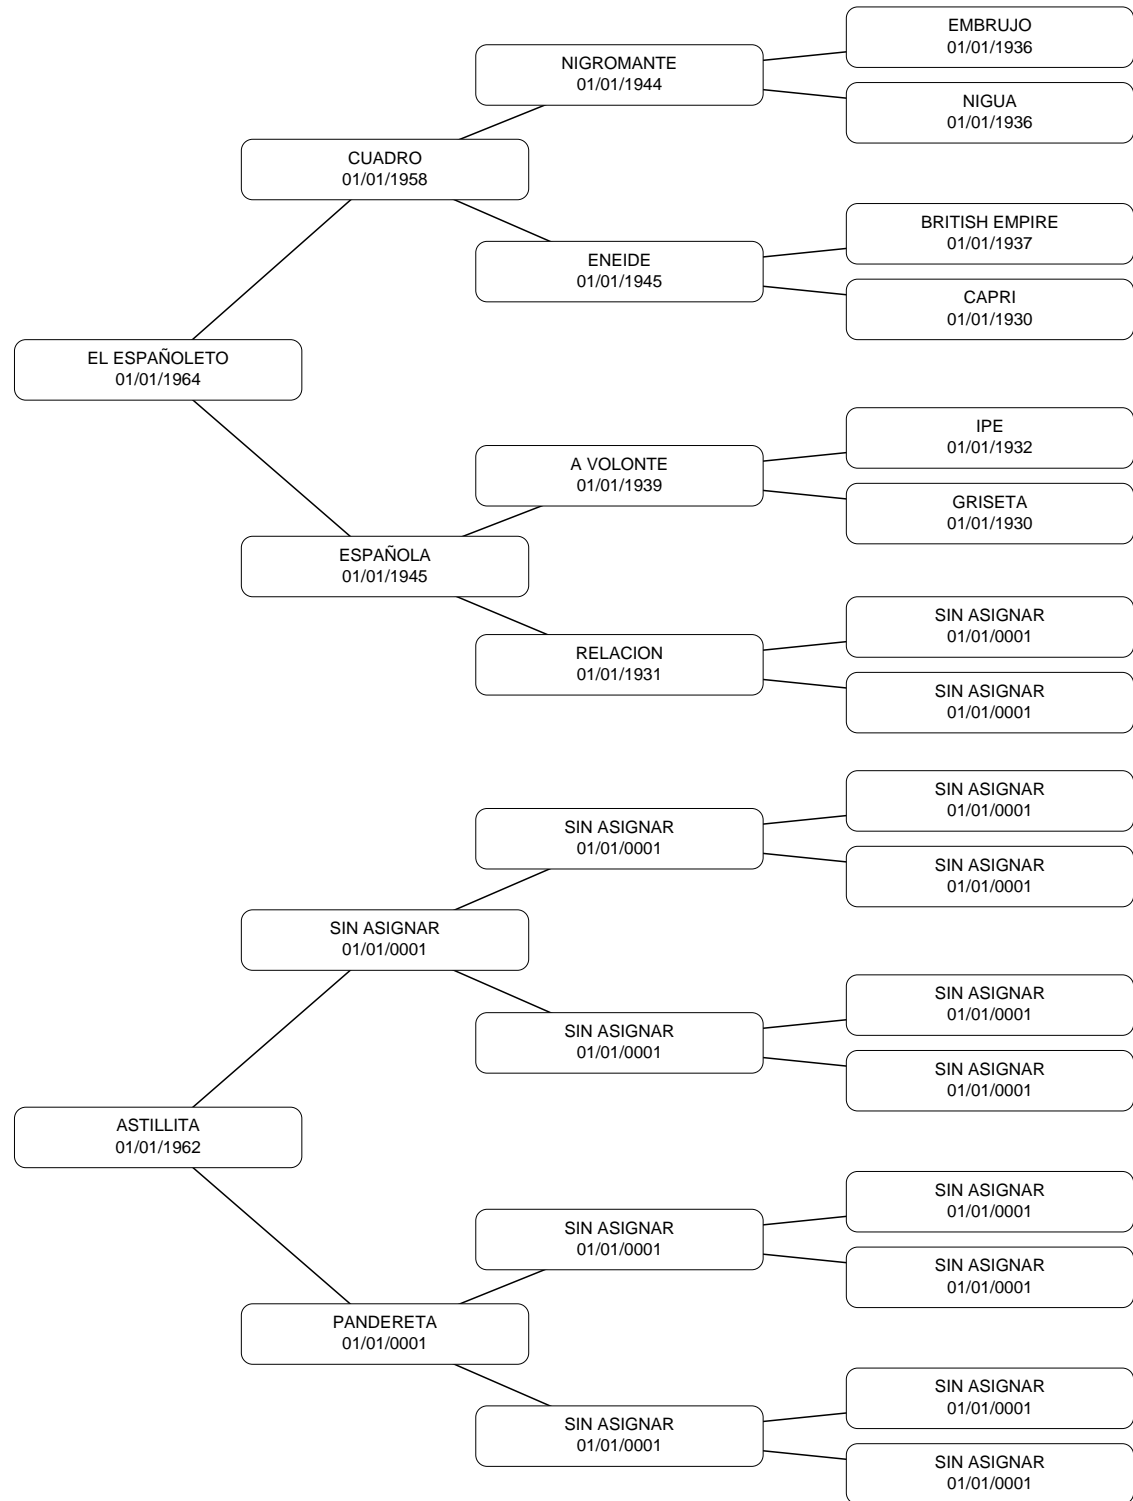 EMBRUJO
01/01/1936
NIGROMANTE
01/01/1944
NIGUA
01/01/1936
CUADRO
01/01/1958
BRITISH EMPIRE
01/01/1937
ENEIDE
01/01/1945
CAPRI
01/01/1930
EL ESPAÑOLETO
01/01/1964
IPE
01/01/1932
A VOLONTE
01/01/1939
GRISETA
01/01/1930
ESPAÑOLA
01/01/1945
SIN ASIGNAR
01/01/0001
RELACION
01/01/1931
SIN ASIGNAR
01/01/0001
SIN ASIGNAR
01/01/0001
SIN ASIGNAR
01/01/0001
SIN ASIGNAR
01/01/0001
SIN ASIGNAR
01/01/0001
SIN ASIGNAR
01/01/0001
SIN ASIGNAR
01/01/0001
SIN ASIGNAR
01/01/0001
ASTILLITA
01/01/1962
SIN ASIGNAR
01/01/0001
SIN ASIGNAR
01/01/0001
SIN ASIGNAR
01/01/0001
PANDERETA
01/01/0001
SIN ASIGNAR
01/01/0001
SIN ASIGNAR
01/01/0001
SIN ASIGNAR
01/01/0001